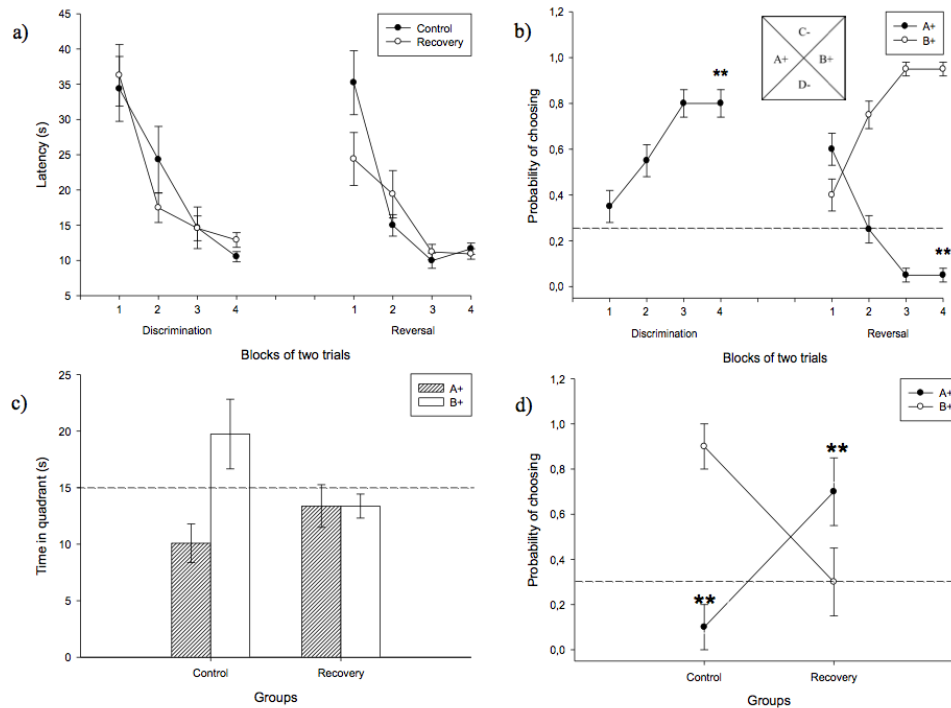 a)
Control
Recovery
Latency (s)
45
40
35
30
25
20
15
10
5
1 2 3 4 1 2 3 4
Discrimination Reversal
Blocks of two trials
b)
C-
A+ B+
D-
A+
B+
**
**
Probability of choosing
1,2
1,0
0,8
0,6
0,4
0,2
0,0
1 2 3 4 1 2 3 4
Discrimination Reversal
Blocks of two trials
c)
A+
B+
Time in quadrant (s)
25
20
15
10
5
0
Control Recovery
Groups
d)
A+
B+
**
**
Probability of choosing
1,2
1,0
0,8
0,6
0,4
0,2
0,0
Control Recovery
Groups